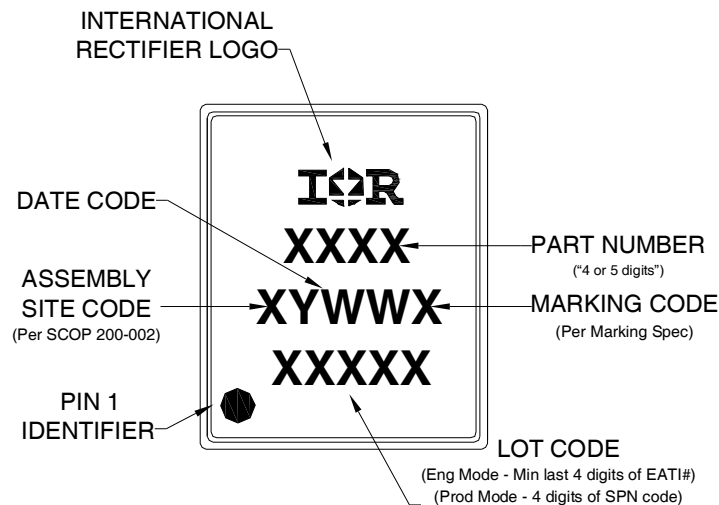 INTERNATIONAL
RECTIFIER LOGO
IOR
DATE CODE
XXXX
PART NUMBER
(“4 or 5 digits”)
ASSEMBLY
SITE CODE
(Per SCOP 200-002)
XYWWX
MARKING CODE
(Per Marking Spec)
XXXXX
PIN 1
IDENTIFIER
LOT CODE
(Eng Mode - Min last 4 digits of EATI#)
(Prod Mode - 4 digits of SPN code)